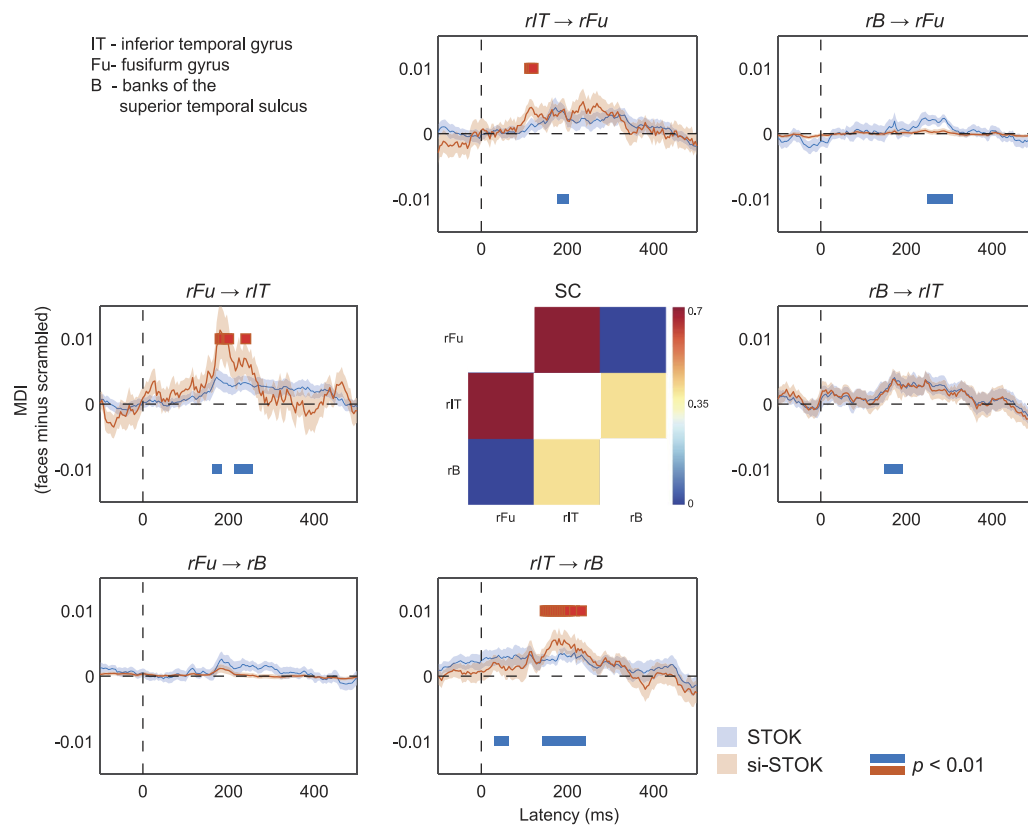 IT - inferior temporal gyrus
Fu- fusifurm gyrus
B - banks of the
superior temporal sulcus
rIT → rFu
0.01
0
-0.01
0 200 400
rB → rFu
0.01
0
-0.01
0 200 400
rFu → rIT
0.01
0
-0.01
0 200 400
MDI
(faces minus scrambled)
SC
rFu
rIT
rB
rFu rIT rB
0.7
0.35
0
rB → rIT
0.01
0
-0.01
0 200 400
rFu → rB
0.01
0
-0.01
0 200 400
rIT → rB
0.01
0
-0.01
0 200 400
Latency (ms)
STOK
si-STOK
p < 0.01